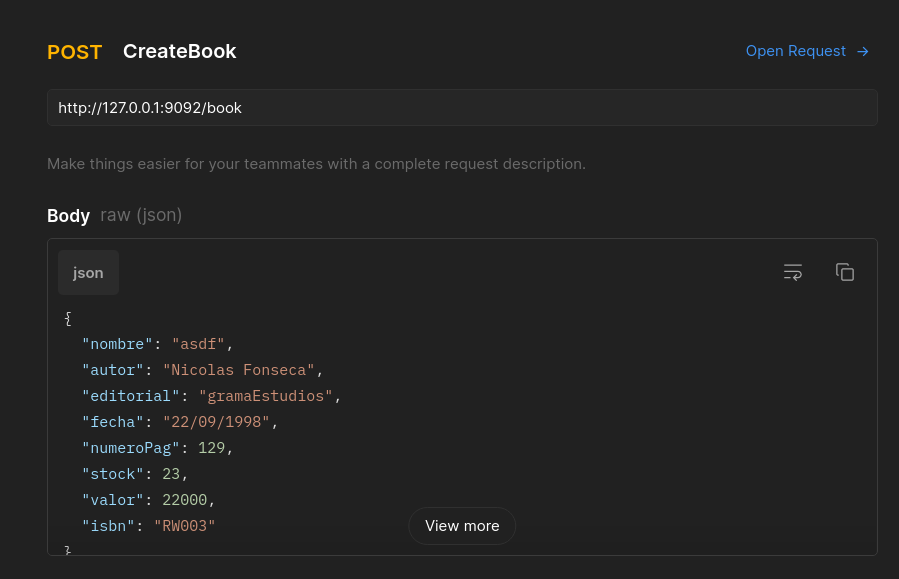 POST CreateBook Open Request →
http://127.0.0.1:9092/book
Make things easier for your teammates with a complete request description.
Body raw (json)
json
{
"nombre": "asdf",
"autor": "Nicolas Fonseca",
"editorial": "gramaEstudios",
"fecha": "22/09/1998",
"numeroPag": 129,
"stock": 23,
"valor": 22000,
"isbn": "RW003"
View more
}